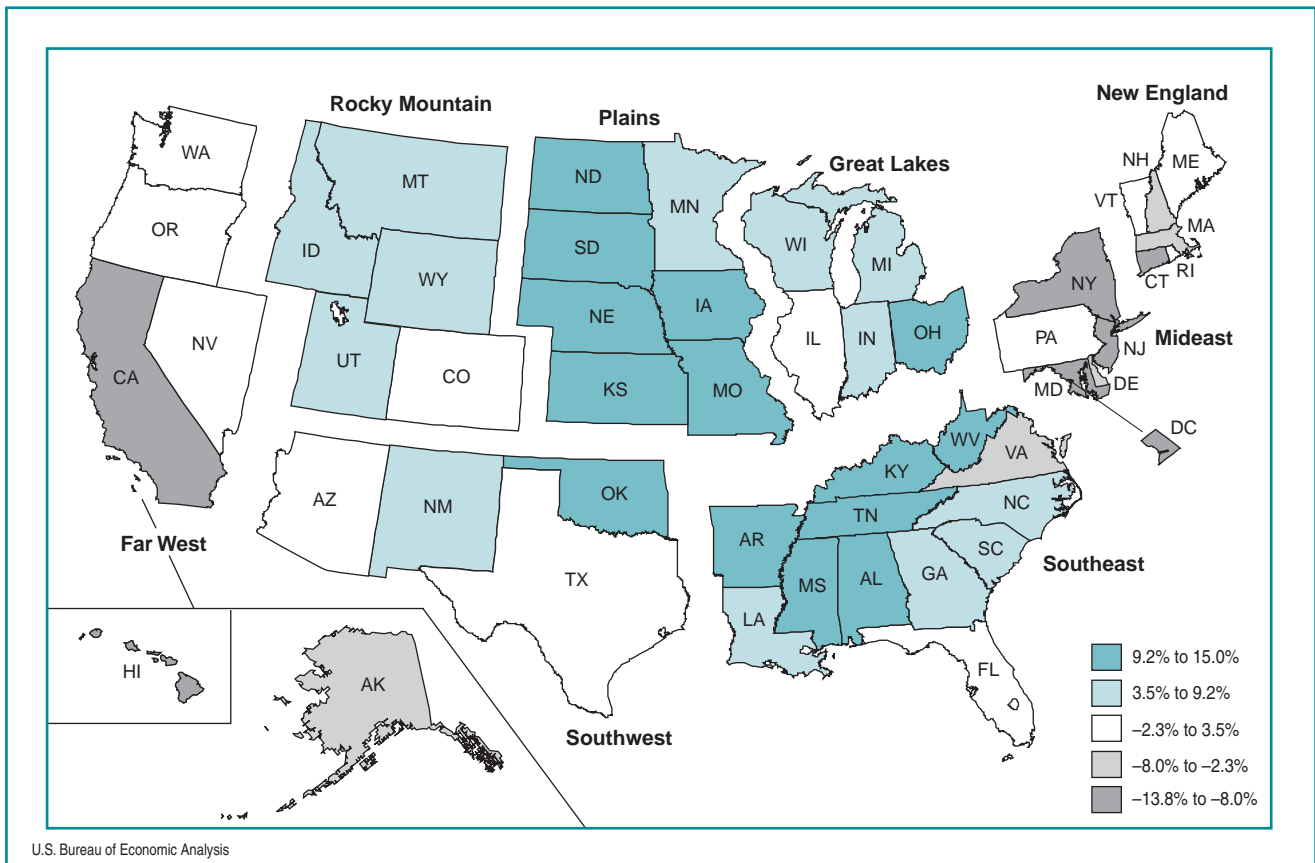 New England
Rocky Mountain
Plains
Great Lakes
WA
MT
ND
MN
NH
ME
VT
OR
ID
SD
WI
MI
MA
WY
NY
CT
RI
NE
IA
NV
UT
CO
IL
IN
OH
PA
NJ
Mideast
CA
KS
MO
MD
DE
DC
WV
VA
KY
AZ
NM
OK
TN
NC
Far West
AR
SC
Southeast
TX
MS
AL
GA
LA
HI
AK
FL
Southwest
9.2% to 15.0%
3.5% to 9.2%
–2.3% to 3.5%
–8.0% to –2.3%
–13.8% to –8.0%
U.S. Bureau of Economic Analysis